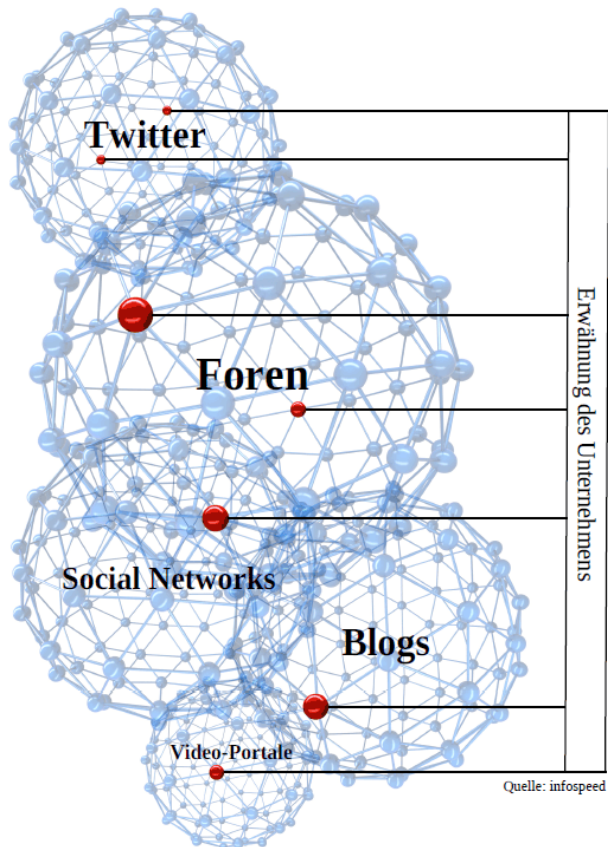 Twitter
Foren
Social Networks
Blogs
Video-Portale
Erwähnung des Unternehmens
Quelle: infospeed